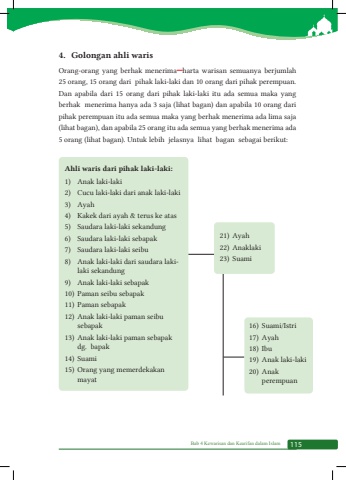 4. Golongan ahli waris
Orang-orang yang berhak menerima harta warisan semuanya berjumlah
25 orang, 15 orang dari pihak laki-laki dan 10 orang dari pihak perempuan.
Dan apabila dari 15 orang dari pihak laki-laki itu ada semua maka yang
berhak menerima hanya ada 3 saja (lihat bagan) dan apabila 10 orang dari
pihak perempuan itu ada semua maka yang berhak menerima ada lima saja
(lihat bagan), dan apabila 25 orang itu ada semua yang berhak menerima ada
5 orang (lihat bagan). Untuk lebih jelasnya lihat bagan sebagai berikut:
Ahli waris dari pihak laki-laki:
1) Anak laki-laki
2) Cucu laki-laki dari anak laki-laki
3) Ayah
4) Kakek dari ayah & terus ke atas
5) Saudara laki-laki sekandung
6) Saudara laki-laki sebapak
7) Saudara laki-laki seibu
8) Anak laki-laki dari saudara laki-
laki sekandung
9) Anak laki-laki sebapak
10) Paman seibu sebapak
11) Paman sebapak
12) Anak laki-laki paman seibu
sebapak
13) Anak laki-laki paman sebapak
dg. bapak
14) Suami
15) Orang yang memerdekakan
mayat
21) Ayah
22) Anaklaki
23) Suami
16) Suami/Istri
17) Ayah
18) Ibu
19) Anak laki-laki
20) Anak
perempuan
Bab 4 Kewarisan dan Kearifan dalam Islam 115